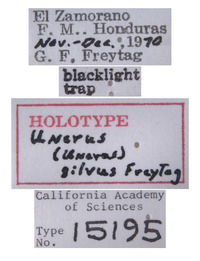 El Zamorano
F. M.. Honduras
Nov.-Dec. ,1970
G. F. Freytag
blacklight
trap
HOLOTYPE
Unerus
(Unerus)
gilvus Freytag
California Academy
of Sciences
Type
No. 15195